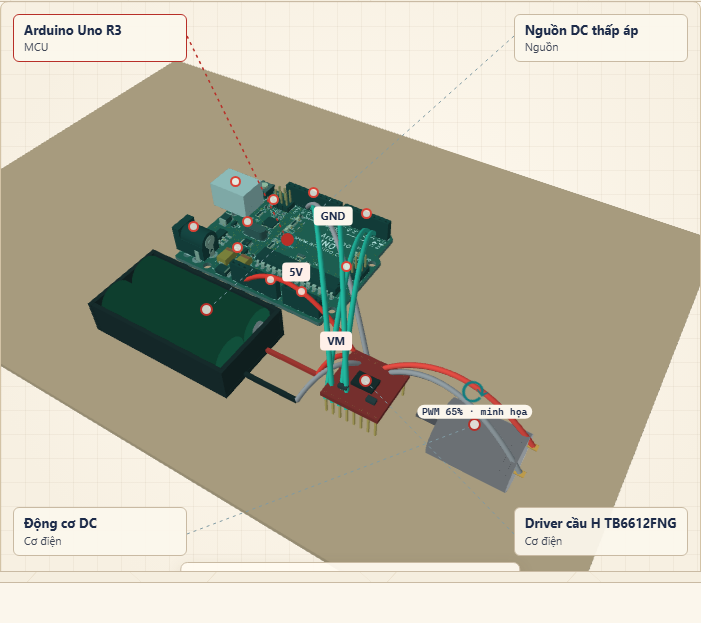 Arduino Uno R3
MCU
Nguồn DC thấp áp
Nguồn
GND
5V
VM
PWM 65% · minh họa
Động cơ DC
Cơ điện
Driver cầu H TB6612FNG
Cơ điện